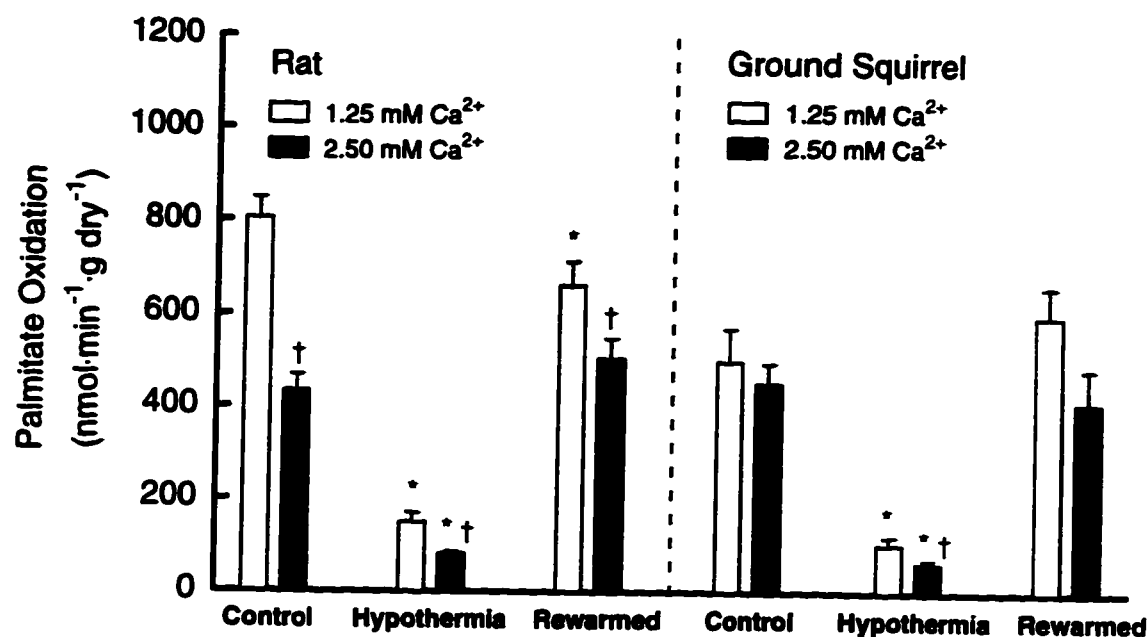 Palmitate Oxidation
(nmol·min⁻¹·g dry⁻¹)
1200
1000
800
600
400
200
0
Rat
1.25 mM Ca²⁺
2.50 mM Ca²⁺
Ground Squirrel
1.25 mM Ca²⁺
2.50 mM Ca²⁺
†
*
* †
*
†
*
* †
Control Hypothermia Rewarmed Control Hypothermia Rewarmed